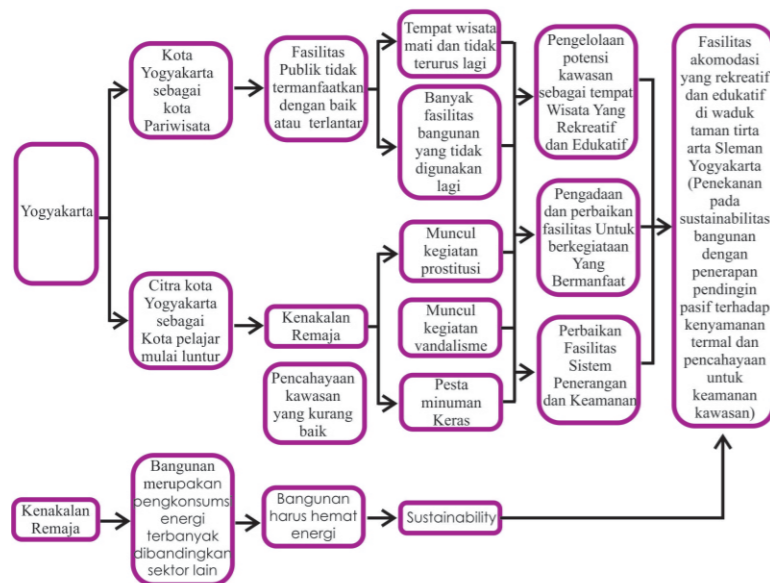 Yogyakarta
Kota
Yogyakarta
sebagai
kota
Pariwisata
Fasilitas
Publik tidak
termanfaatkan
dengan baik
atau terlantar
Tempat wisata
mati dan tidak
terurus lagi
Banyak
fasilitas
bangunan
yang tidak
digunakan
lagi
Pengelolaan
potensi
kawasan
sebagai tempat
Wisata Yang
Rekreatif
dan Edukatif
Citra kota
Yogyakarta
sebagai
Kota pelajar
mulai luntur
Kenakalan
Remaja
Pencahayaan
kawasan
yang kurang
baik
Muncul
kegiatan
prostitusi
Muncul
kegiatan
vandalisme
Pesta
minuman
Keras
Pengadaan
dan perbaikan
fasilitas Untuk
berkegiataan
Yang
Bermanfaat
Perbaikan
Fasilitas
Sistem
Penerangan
dan Keamanan
Fasilitas
akomodasi
yang rekreatif
dan edukatif
di waduk
taman tirta
arta Sleman
Yogyakarta
(Penekanan
pada
sustainabilitas
bangunan
dengan
penerapan
pendingin
pasif terhadap
kenyamanan
termal dan
pencahayaan
untuk
keamanan
kawasan)
Kenakalan
Remaja
Bangunan
merupakan
pengkonsums
energi
terbanyak
dibandingkan
sektor lain
Bangunan
harus hemat
energi
Sustainability